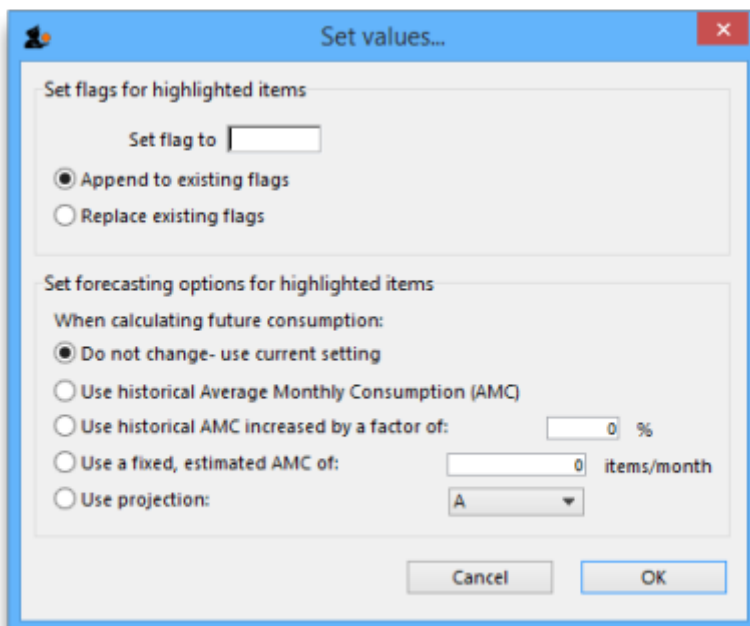 Set values...
Set flags for highlighted items
Set flag to
Append to existing flags
Replace existing flags
Set forecasting options for highlighted items
When calculating future consumption:
Do not change- use current setting
Use historical Average Monthly Consumption (AMC)
Use historical AMC increased by a factor of: 0 %
Use a fixed, estimated AMC of: 0 items/month
Use projection: A
Cancel OK